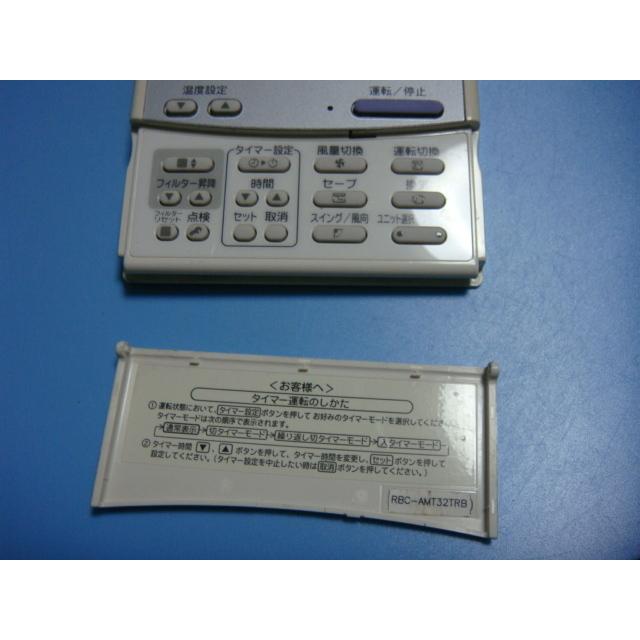 温度設定
運転/停止
タイマー設定
風量切換
運転切換
フィルター昇降
時間
セーブ
換
フィルター
リセット
点検
セット
取消
スイング/風向
ユニット選択
<お客様へ>
タイマー運転のしかた
① 運転状態において、タイマー設定ボタンを押して お好みのタイマーモードを選択してください。
タイマーモードは次の順序で表示されます。
→通常表示→切タイマーモード→繰り返し切タイマーモード→入タイマーモード
② タイマー時間 ▼、▲ ボタンを押して、タイマー時間を変更し、セットボタンを押して
設定してください。(タイマー設定を中止したい時は取消ボタンを押してください。)
RBC-AMT32TRB)